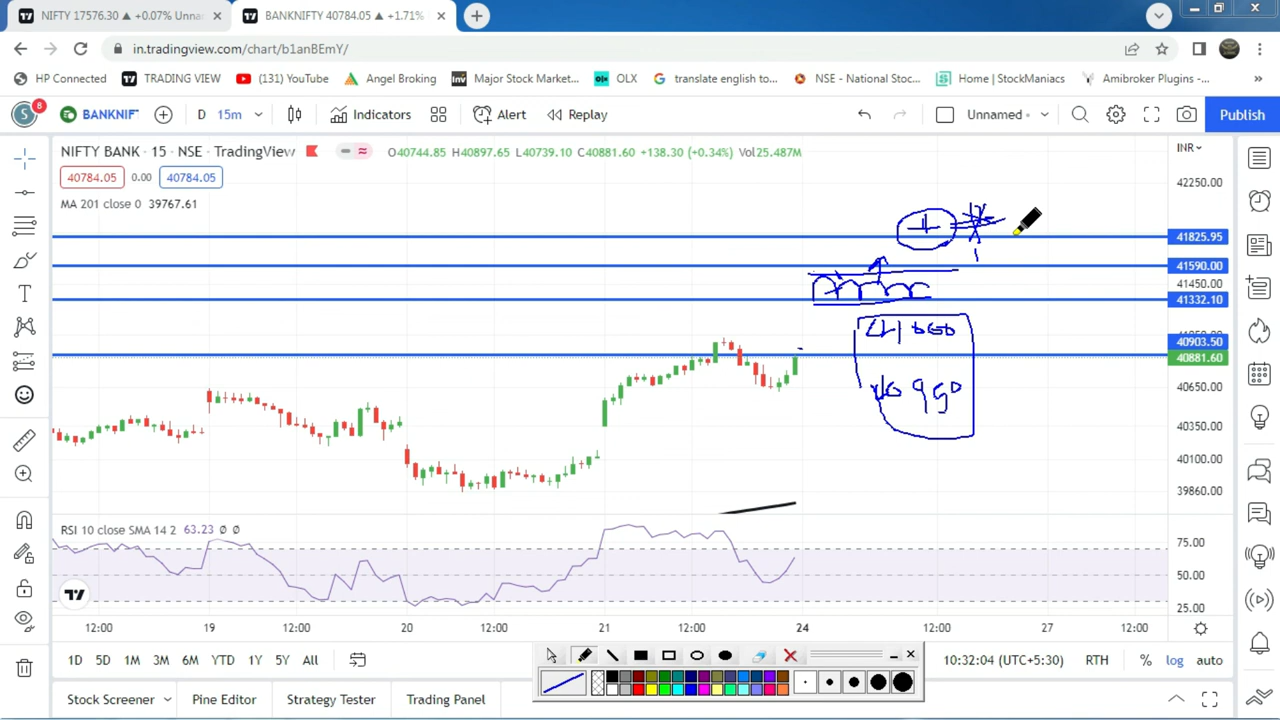 NIFTY 17576.30 ▲ +0.07% Unna
BANKNIFTY 40784.05 ▲ +1.71%
in.tradingview.com/chart/b1anBEmY/
HP Connected
TRADING VIEW
(131) YouTube
Angel Broking
Major Stock Market...
OLX
translate english to...
NSE - National Stoc...
Home | StockManiacs
Amibroker Plugins -...
»
S
8
BANKNIF
D
15m
Indicators
Alert
Replay
Unnamed
Publish
NIFTY BANK · 15 · NSE · TradingView
O40744.85 H40897.65 L40739.10 C40881.60 +138.30 (+0.34%) Vol25.487M
INR
40784.05
0.00
40784.05
MA 201 close 0 39767.61
42250.00
41825.95
41590.00
41450.00
41332.10
40903.50
40881.60
40650.00
40350.00
40100.00
39860.00
RSI 10 close SMA 14 2 63.23 Ø Ø
75.00
50.00
25.00
12:00 19 12:00 20 12:00 21 12:00 24 12:00 27 12:00
1D 5D 1M 3M 6M YTD 1Y 5Y All
10:32:04 (UTC+5:30) RTH % log auto
Stock Screener
Pine Editor
Strategy Tester
Trading Panel